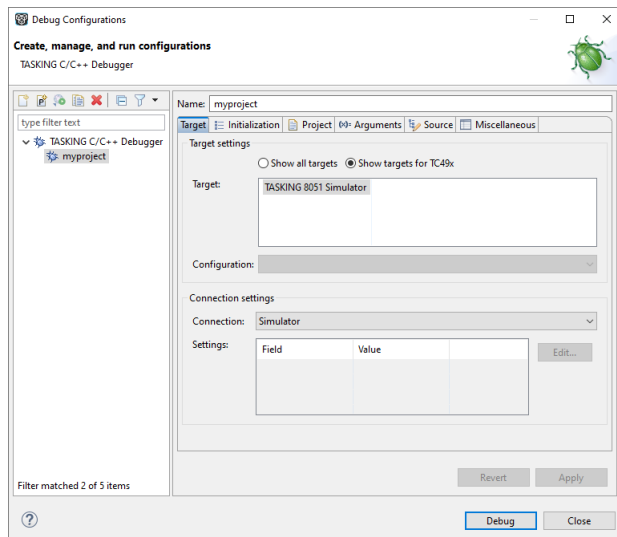 Debug Configurations
Create, manage, and run configurations
TASKING C/C++ Debugger
type filter text
TASKING C/C++ Debugger
myproject
Filter matched 2 of 5 items
Name: myproject
Target Initialization Project (x)= Arguments Source Miscellaneous
Target settings
Show all targets Show targets for TC49x
Target: TASKING 8051 Simulator
Configuration:
Connection settings
Connection: Simulator
Settings: Field Value Edit...
Revert Apply
? Debug Close